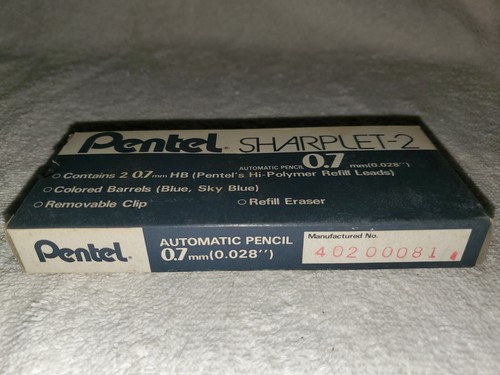 Pentel. SHARPLET-2
AUTOMATIC PENCIL 0.7 mm(0.028")
○ Contains 2 0.7mm HB (Pentel's Hi-Polymer Refill Leads)
○ Colored Barrels (Blue, Sky Blue)
○ Removable Clip ○ Refill Eraser
Pentel. AUTOMATIC PENCIL
0.7mm(0.028")
Manufactured No.
40200081